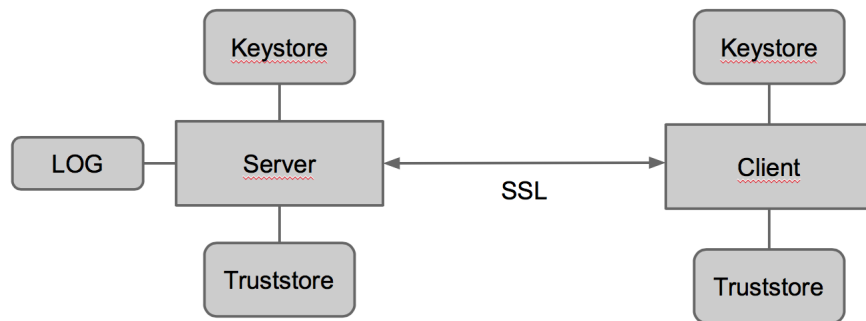 Keystore
Keystore
LOG
Server
Client
SSL
Truststore
Truststore